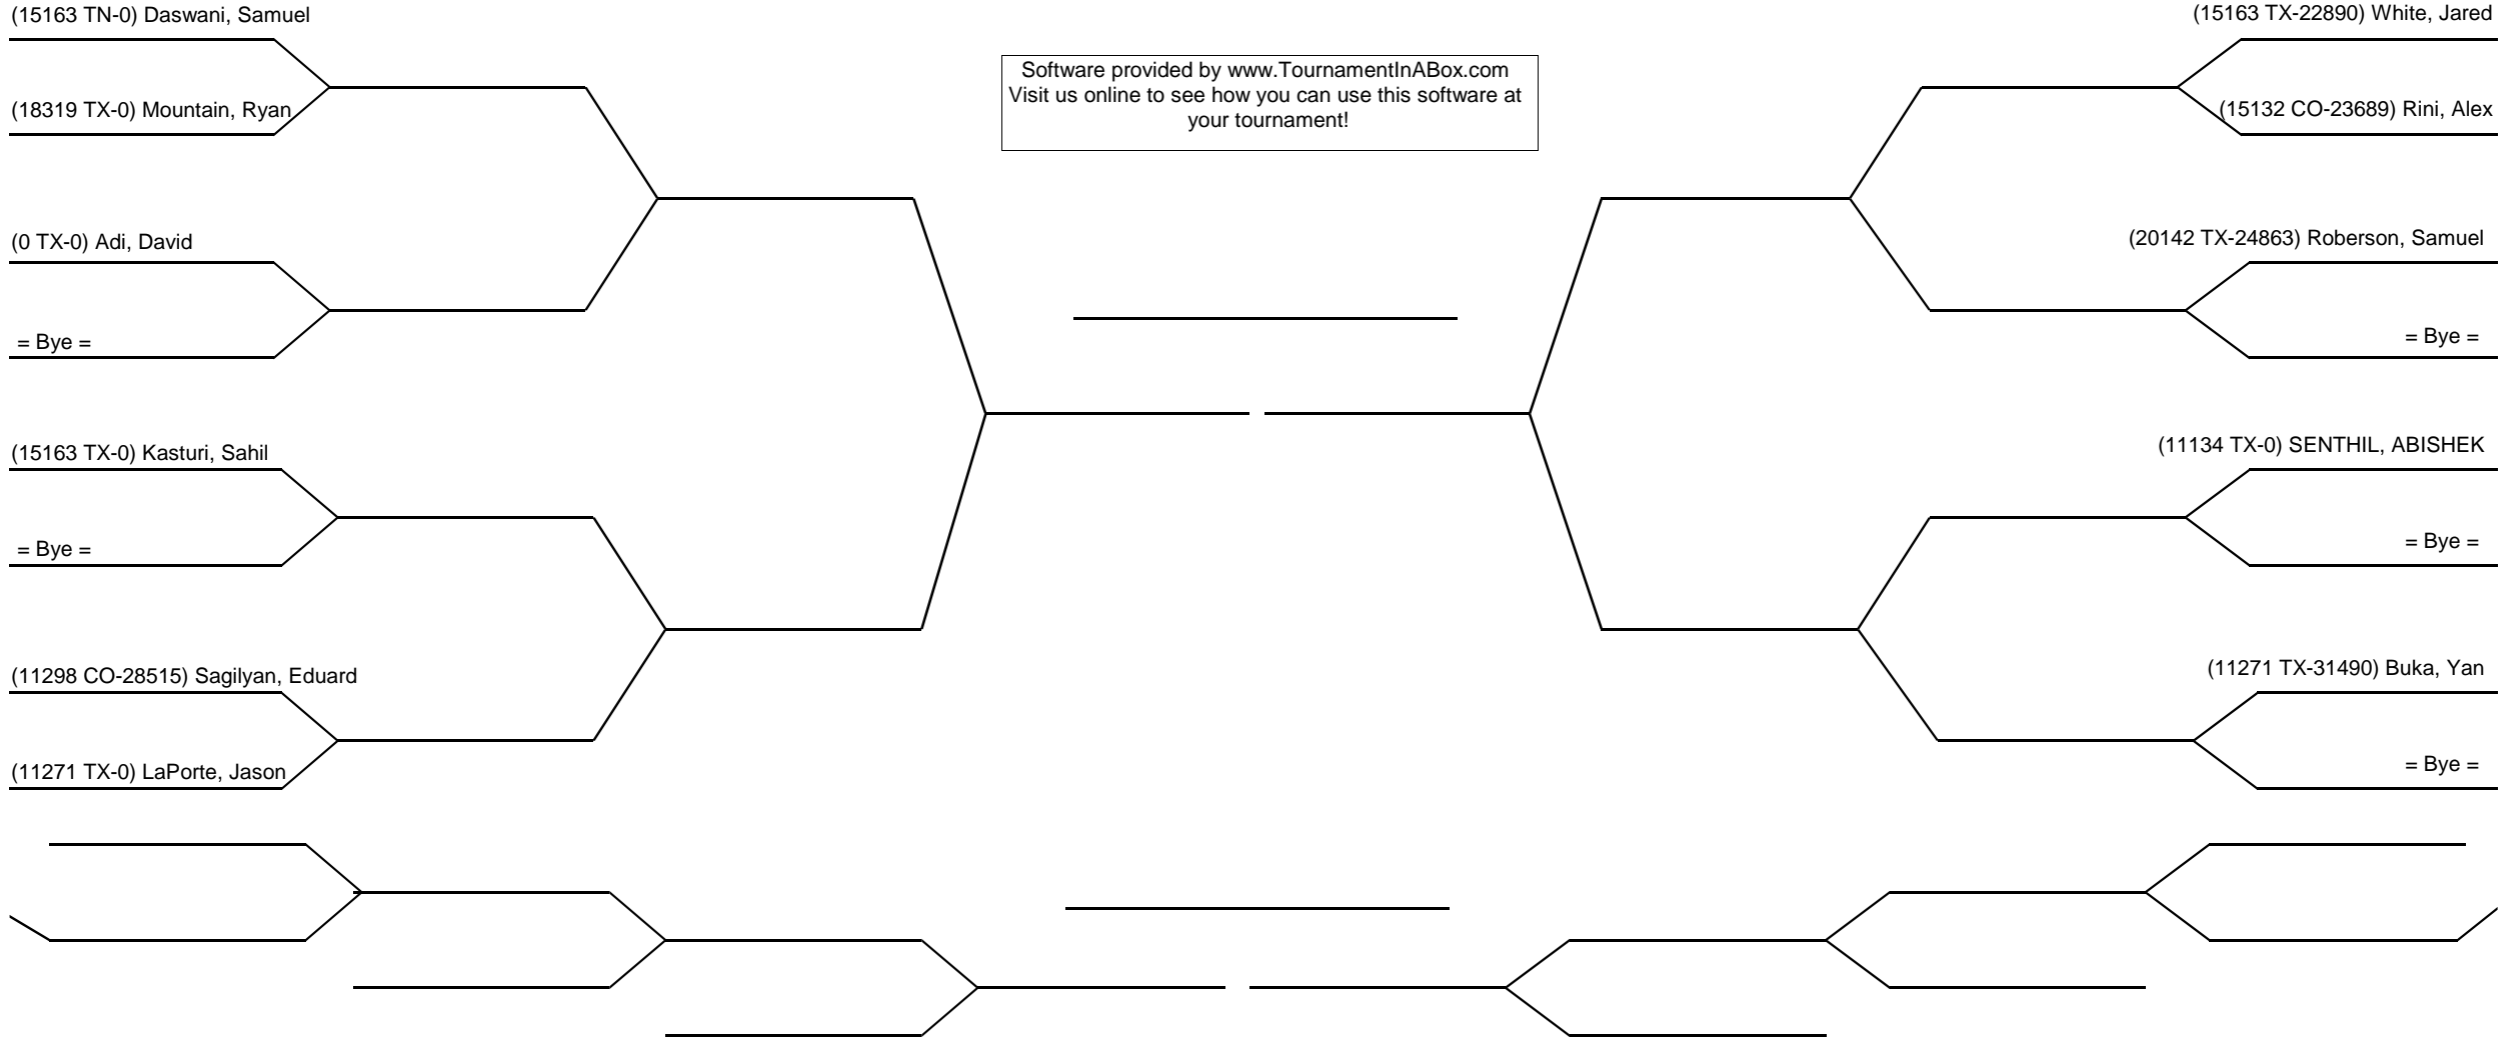 (15163 TN-0) Daswani, Samuel
(18319 TX-0) Mountain, Ryan
(0 TX-0) Adi, David
= Bye =
(15163 TX-0) Kasturi, Sahil
= Bye =
(11298 CO-28515) Sagilyan, Eduard
(11271 TX-0) LaPorte, Jason
Software provided by www.TournamentInABox.com
Visit us online to see how you can use this software at
your tournament!
(15163 TX-22890) White, Jared
(15132 CO-23689) Rini, Alex
(20142 TX-24863) Roberson, Samuel
= Bye =
(11134 TX-0) SENTHIL, ABISHEK
= Bye =
(11271 TX-31490) Buka, Yan
= Bye =